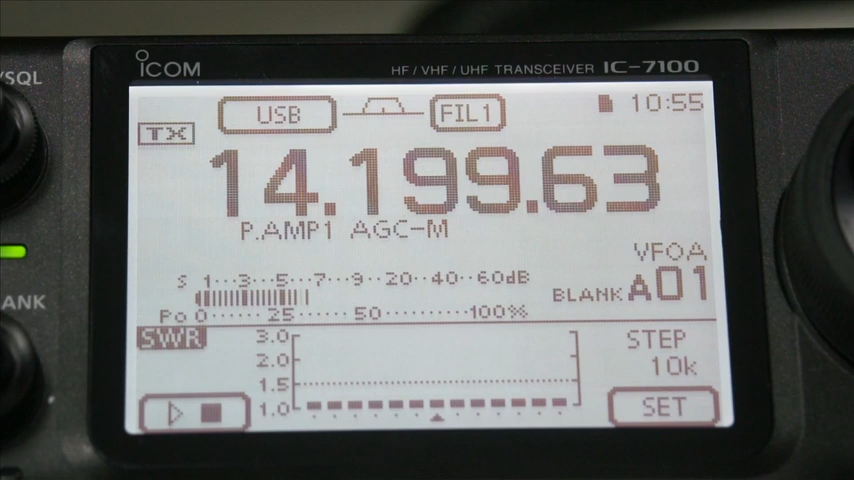 ICOM
HF / VHF / UHF TRANSCEIVER IC-7100
/SQL
USB
FIL1
10:55
TX
14.199.63
P.AMP1 AGC-M
VFOA
S 1···3···5···7···9··20··40··60dB
BLANK A01
ANK
Po 0······25······50··········100%
SWR
3.0
STEP
2.0
10k
1.5
1.0
SET